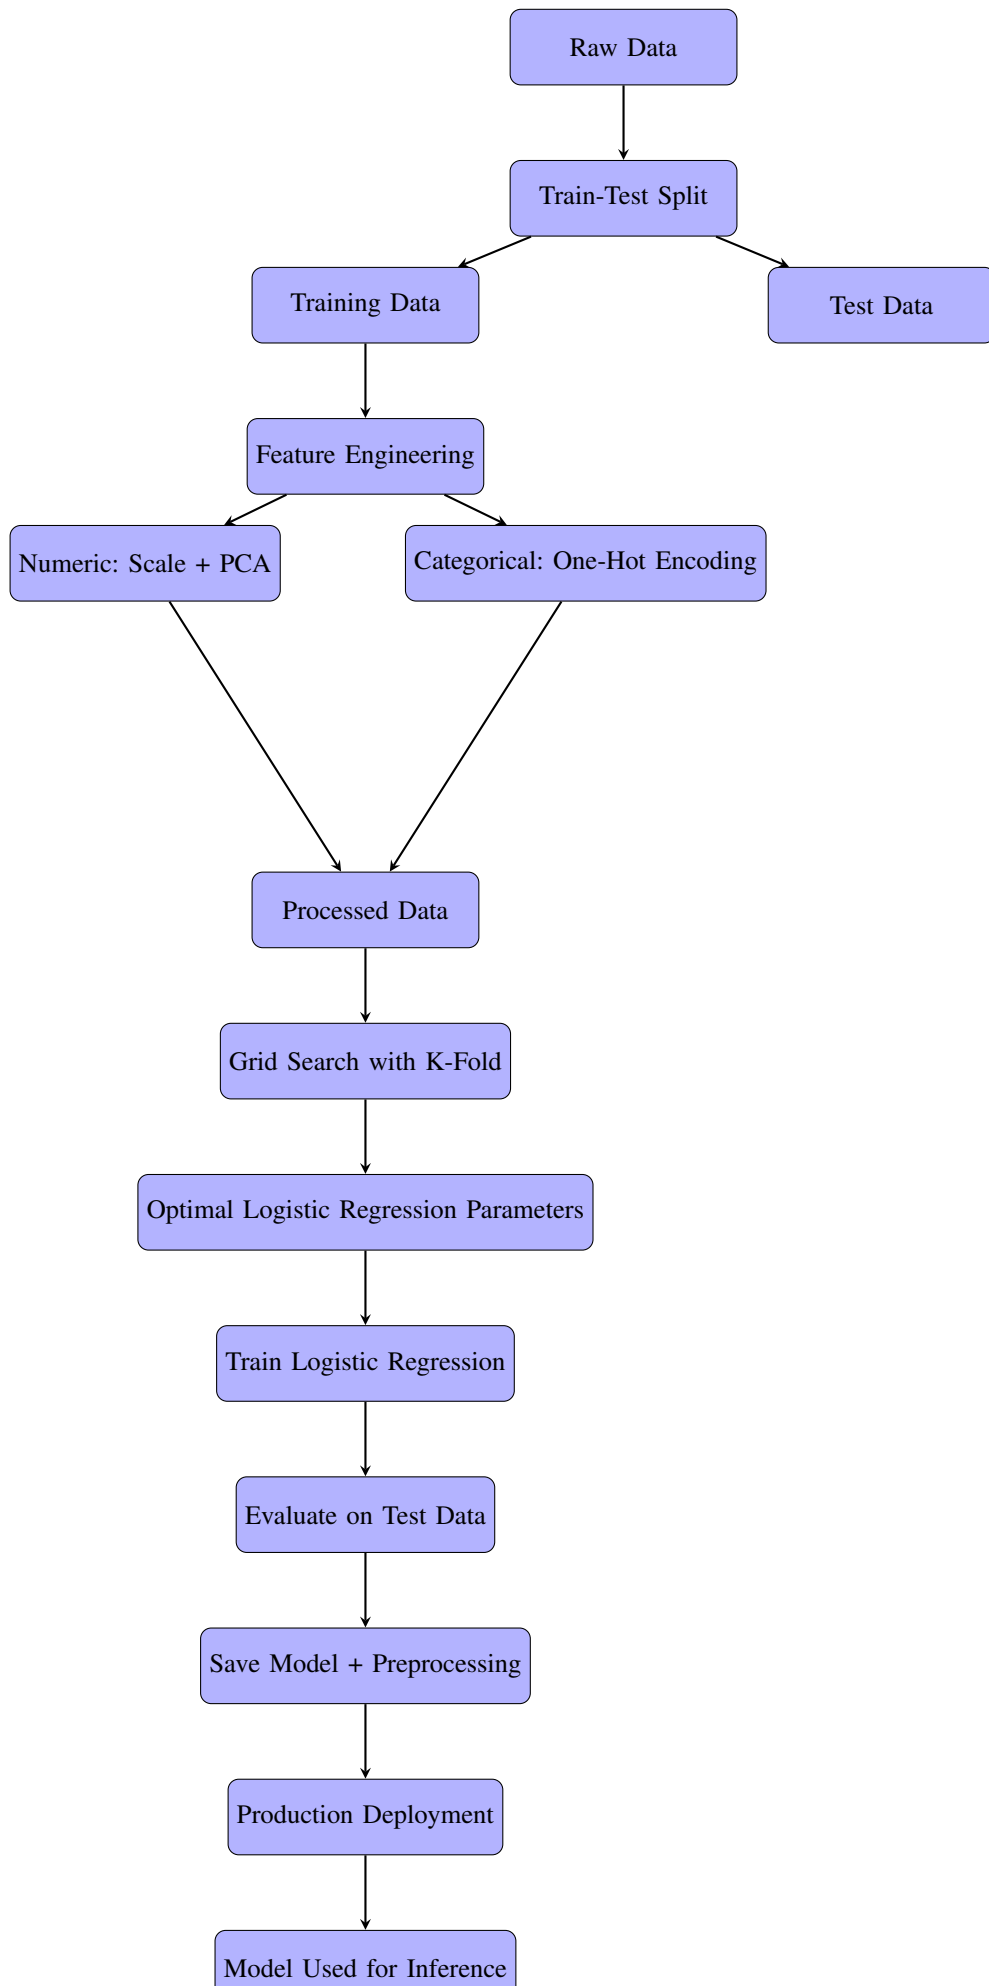 Raw Data
Train-Test Split
Training Data
Test Data
Feature Engineering
Numeric: Scale + PCA
Categorical: One-Hot Encoding
Processed Data
Grid Search with K-Fold
Optimal Logistic Regression Parameters
Train Logistic Regression
Evaluate on Test Data
Save Model + Preprocessing
Production Deployment
Model Used for Inference